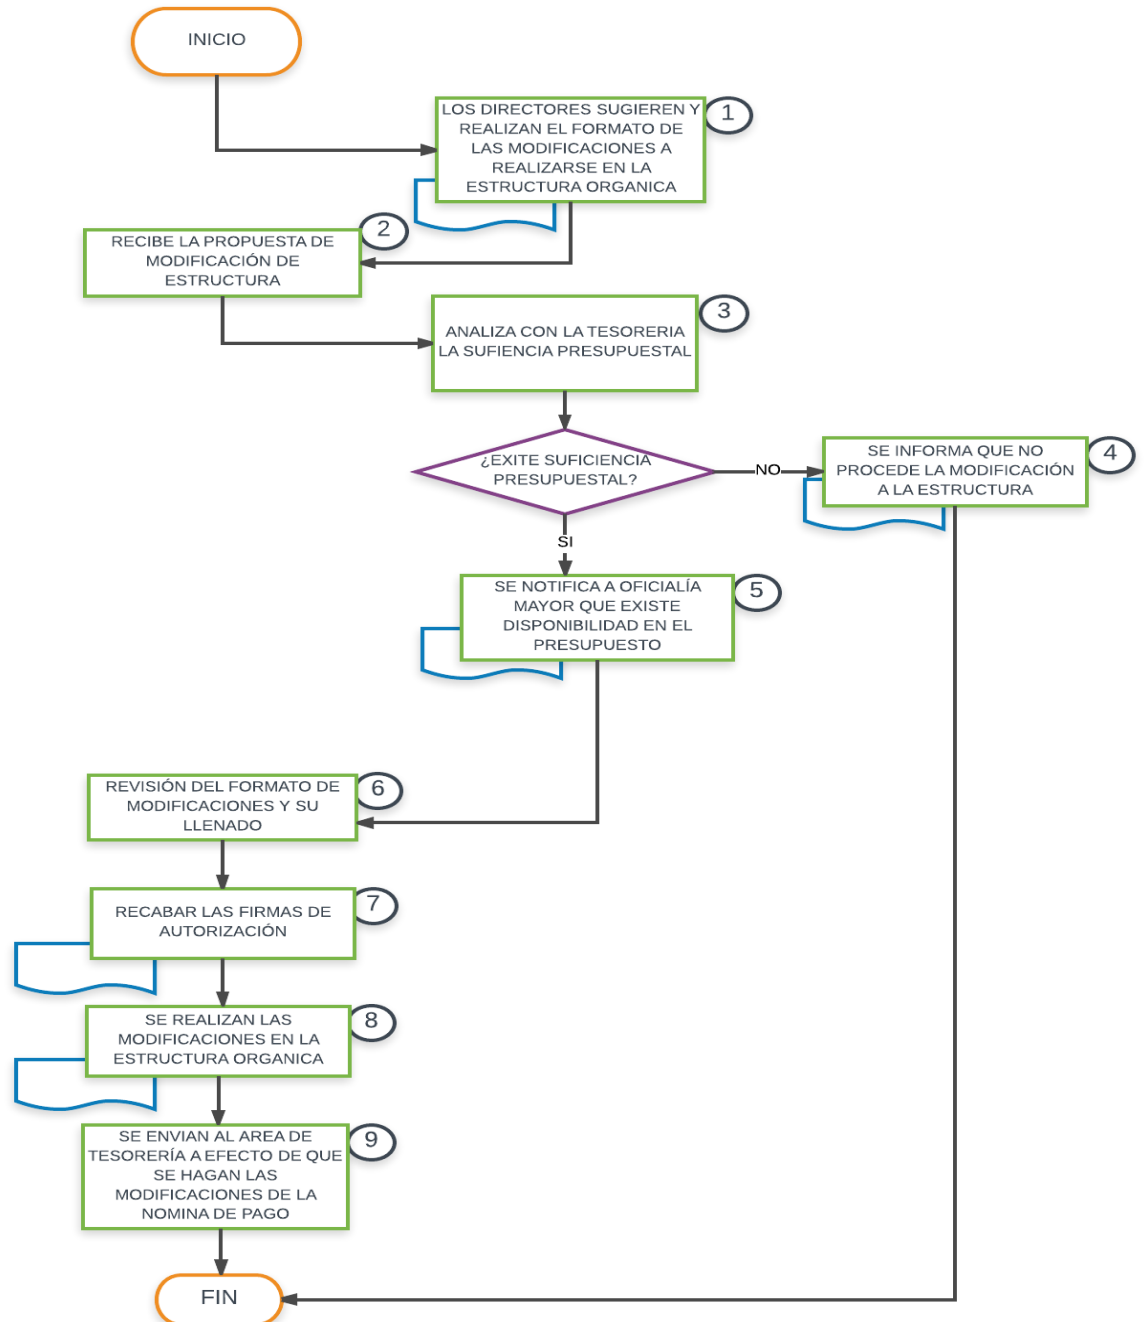 INICIO
LOS DIRECTORES SUGIEREN Y
REALIZAN EL FORMATO DE
LAS MODIFICACIONES A
REALIZARSE EN LA
ESTRUCTURA ORGANICA
1
RECIBE LA PROPUESTA DE
MODIFICACIÓN DE
ESTRUCTURA
2
ANALIZA CON LA TESORERIA
LA SUFIENCIA PRESUPUESTAL
3
¿EXITE SUFICIENCIA
PRESUPUESTAL?
NO
SE INFORMA QUE NO
PROCEDE LA MODIFICACIÓN
A LA ESTRUCTURA
4
SI
SE NOTIFICA A OFICIALÍA
MAYOR QUE EXISTE
DISPONIBILIDAD EN EL
PRESUPUESTO
5
REVISIÓN DEL FORMATO DE
MODIFICACIONES Y SU
LLENADO
6
RECABAR LAS FIRMAS DE
AUTORIZACIÓN
7
SE REALIZAN LAS
MODIFICACIONES EN LA
ESTRUCTURA ORGANICA
8
SE ENVIAN AL AREA DE
TESORERÍA A EFECTO DE QUE
SE HAGAN LAS
MODIFICACIONES DE LA
NOMINA DE PAGO
9
FIN